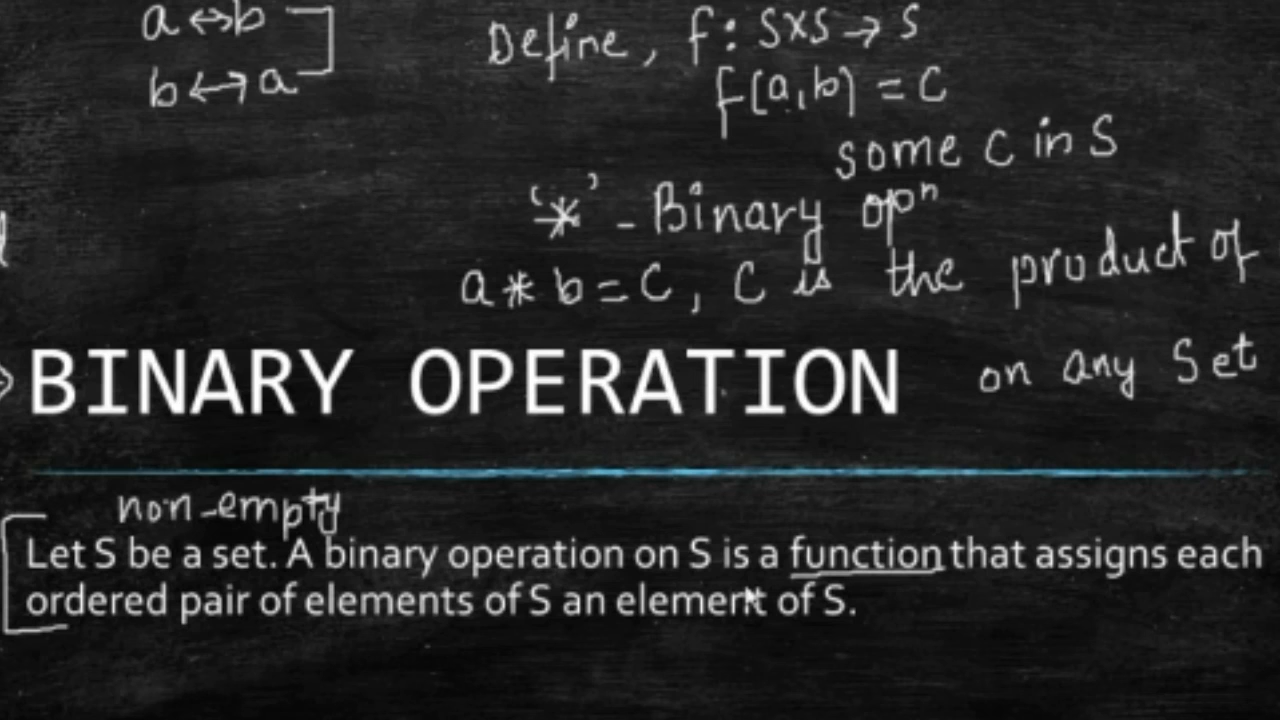 a ↔ b
b ↔ a
Define, f: S×S → S
f(a,b) = C
some C in S
'*' - Binary opⁿ
a * b = C, C is the product of
BINARY OPERATION
on any Set
non-empty
Let S be a set. A binary operation on S is a function that assigns each
ordered pair of elements of S an element of S.